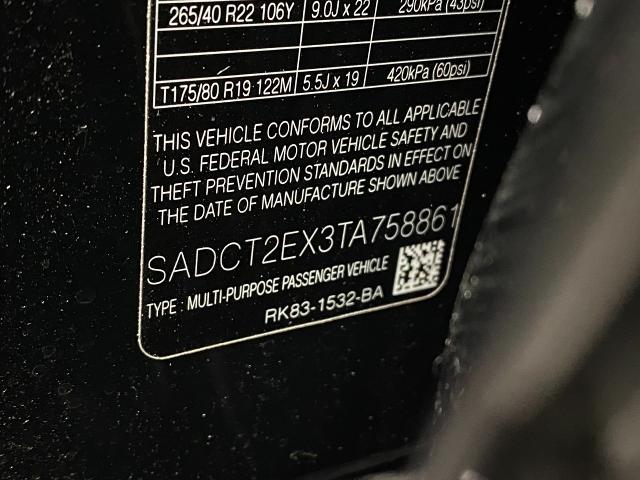 265/40 R22 106Y 9.0J x 22 290kPa (43psi)
T175/80 R19 122M 5.5J x 19 420kPa (60psi)
THIS VEHICLE CONFORMS TO ALL APPLICABLE
U.S. FEDERAL MOTOR VEHICLE SAFETY AND
THEFT PREVENTION STANDARDS IN EFFECT ON
THE DATE OF MANUFACTURE SHOWN ABOVE
SADCT2EX3TA758861
TYPE : MULTI-PURPOSE PASSENGER VEHICLE
RK83-1532-BA